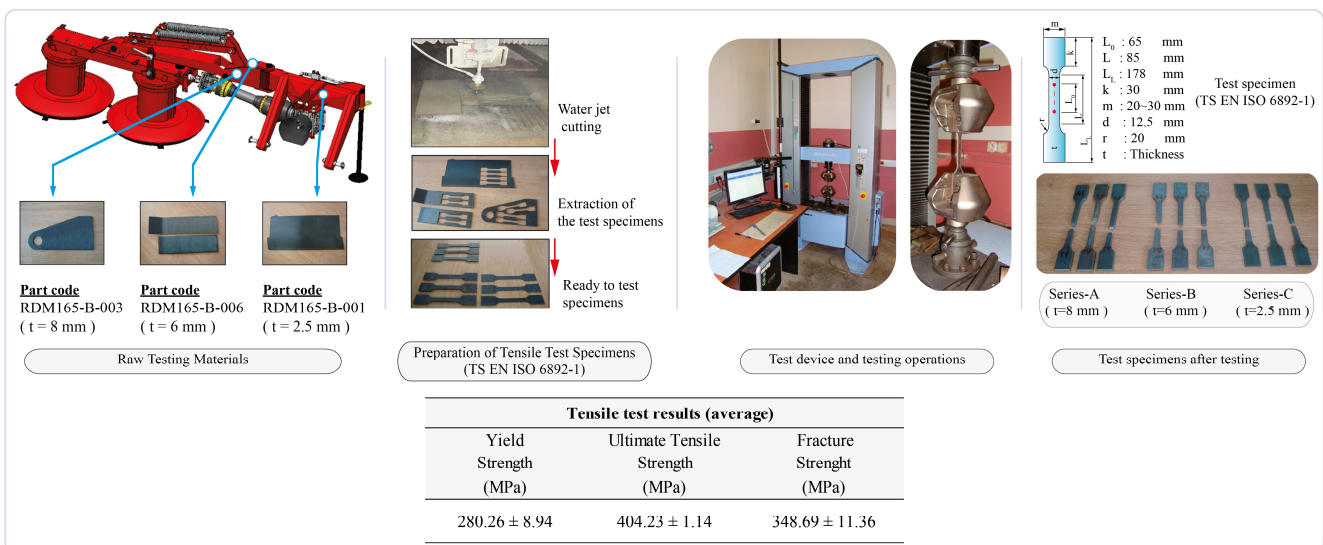 Part code
RDM165-B-003
( t = 8 mm )
Part code
RDM165-B-006
( t = 6 mm )
Part code
RDM165-B-001
( t = 2.5 mm )
Raw Testing Materials
Water jet
cutting
Extraction of
the test specimens
Ready to test
specimens
Preparation of Tensile Test Specimens
(TS EN ISO 6892-1)
Test device and testing operations
m
k
d
L0
L
r
t
LL
L0 : 65 mm
L : 85 mm
LL : 178 mm
k : 30 mm
m : 20~30 mm
d : 12.5 mm
r : 20 mm
t : Thickness
Test specimen
(TS EN ISO 6892-1)
Series-A
( t=8 mm )
Series-B
( t=6 mm )
Series-C
( t=2.5 mm )
Test specimens after testing
Tensile test results (average)
Yield
Strength
(MPa)
Ultimate Tensile
Strength
(MPa)
Fracture
Strenght
(MPa)
280.26 ± 8.94
404.23 ± 1.14
348.69 ± 11.36